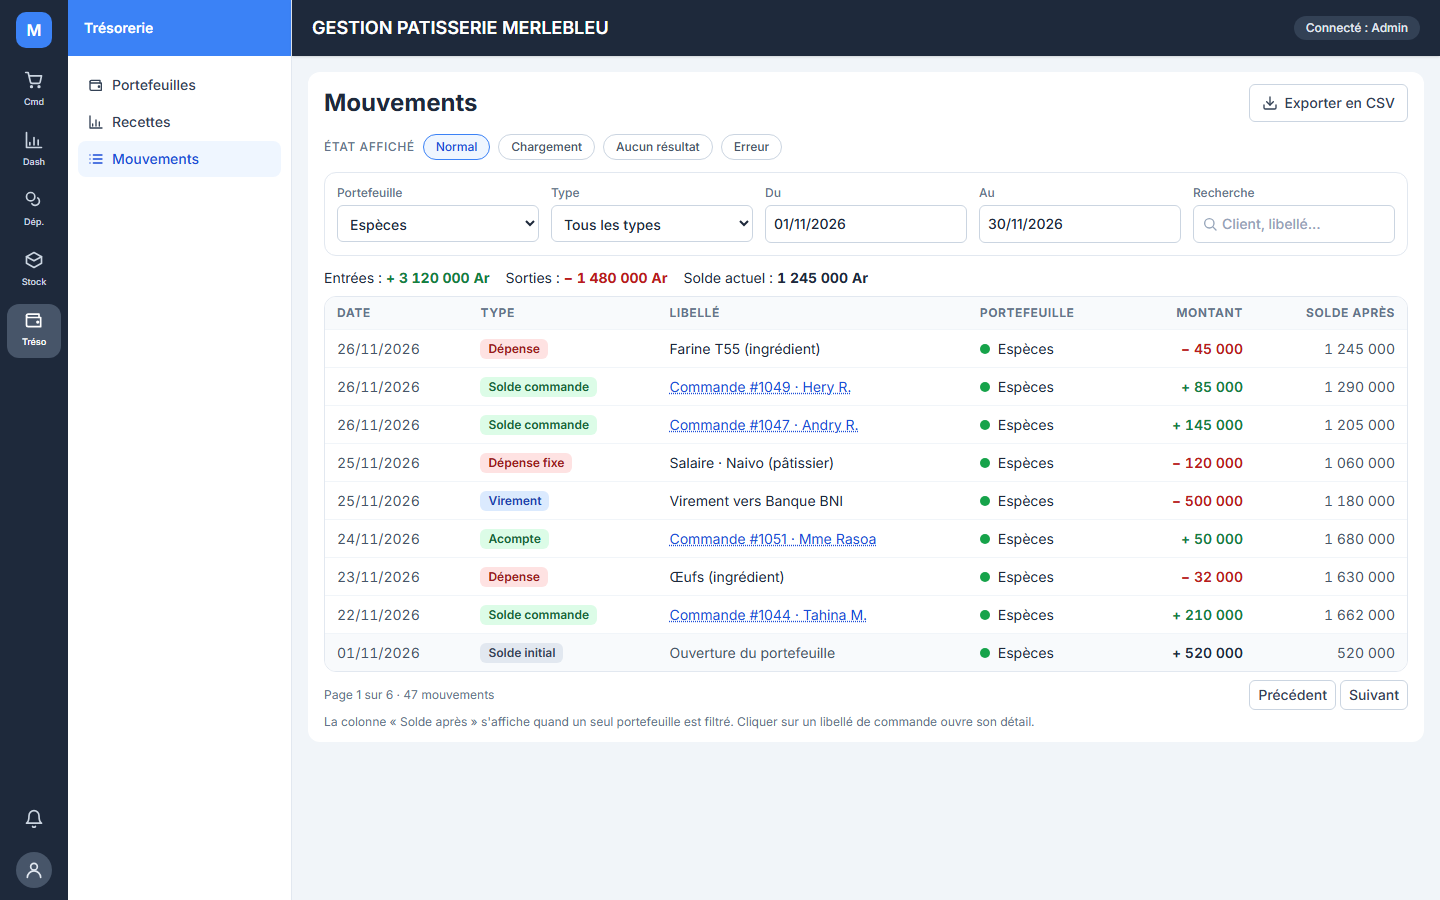 M
Cmd
Dash
Dép.
Stock
Tréso
Trésorerie
Portefeuilles
Recettes
Mouvements
GESTION PATISSERIE MERLEBLEU
Connecté : Admin
Mouvements
Exporter en CSV
ÉTAT AFFICHÉ Normal Chargement Aucun résultat Erreur
Portefeuille Type Du Au Recherche
Espèces Tous les types 01/11/2026 30/11/2026 Client, libellé...
Entrées : + 3 120 000 Ar Sorties : − 1 480 000 Ar Solde actuel : 1 245 000 Ar
DATE TYPE LIBELLÉ PORTEFEUILLE MONTANT SOLDE APRÈS
26/11/2026 Dépense Farine T55 (ingrédient) Espèces − 45 000 1 245 000
26/11/2026 Solde commande Commande #1049 · Hery R. Espèces + 85 000 1 290 000
26/11/2026 Solde commande Commande #1047 · Andry R. Espèces + 145 000 1 205 000
25/11/2026 Dépense fixe Salaire · Naivo (pâtissier) Espèces − 120 000 1 060 000
25/11/2026 Virement Virement vers Banque BNI Espèces − 500 000 1 180 000
24/11/2026 Acompte Commande #1051 · Mme Rasoa Espèces + 50 000 1 680 000
23/11/2026 Dépense Œufs (ingrédient) Espèces − 32 000 1 630 000
22/11/2026 Solde commande Commande #1044 · Tahina M. Espèces + 210 000 1 662 000
01/11/2026 Solde initial Ouverture du portefeuille Espèces + 520 000 520 000
Page 1 sur 6 · 47 mouvements
Précédent Suivant
La colonne « Solde après » s'affiche quand un seul portefeuille est filtré. Cliquer sur un libellé de commande ouvre son détail.